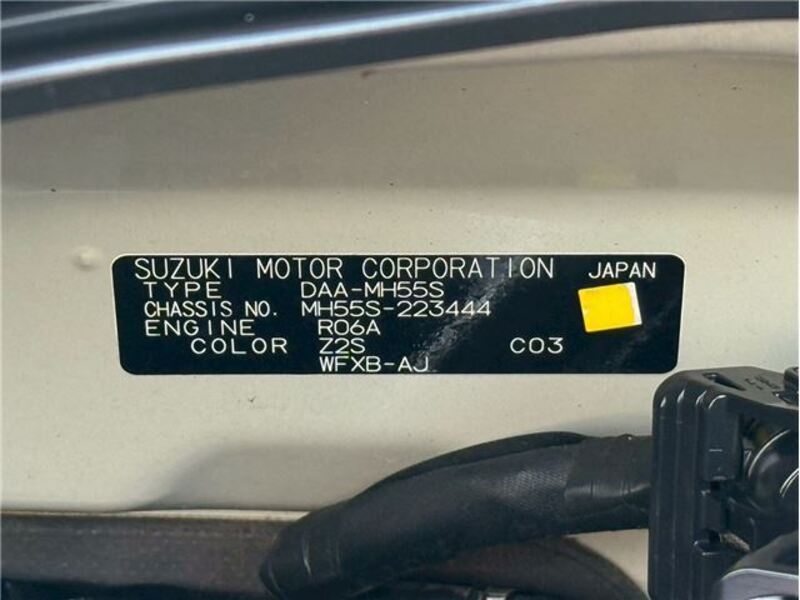 SUZUKI MOTOR CORPORATION JAPAN
TYPE DAA-MH55S
CHASSIS NO. MH55S-223444
ENGINE R06A
COLOR Z2S C03
WFXB-AJ